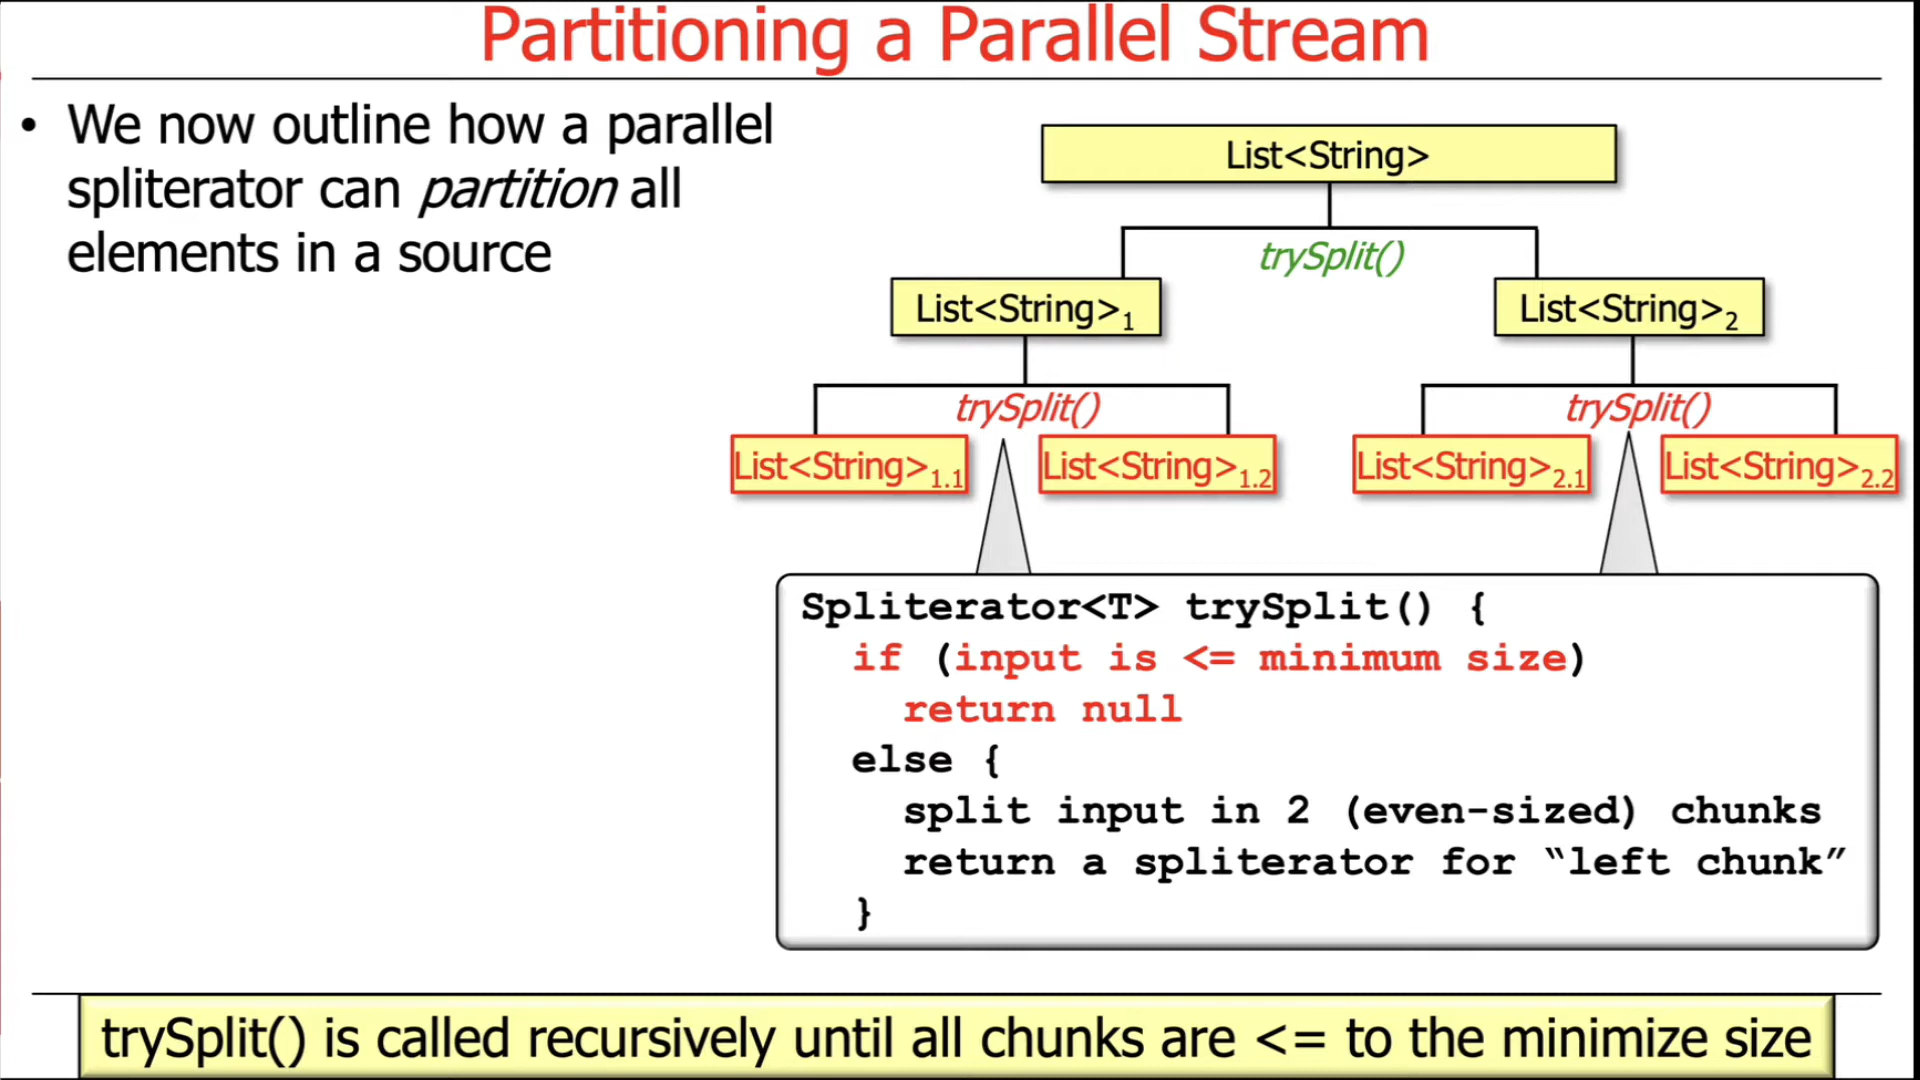 Partitioning a Parallel Stream
• We now outline how a parallel
spliterator can partition all
elements in a source
List<String>
trySplit()
List<String>1
List<String>2
trySplit()
trySplit()
List<String>1.1
List<String>1.2
List<String>2.1
List<String>2.2
Spliterator<T> trySplit() {
if (input is <= minimum size)
return null
else {
split input in 2 (even-sized) chunks
return a spliterator for “left chunk”
}
trySplit() is called recursively until all chunks are <= to the minimize size